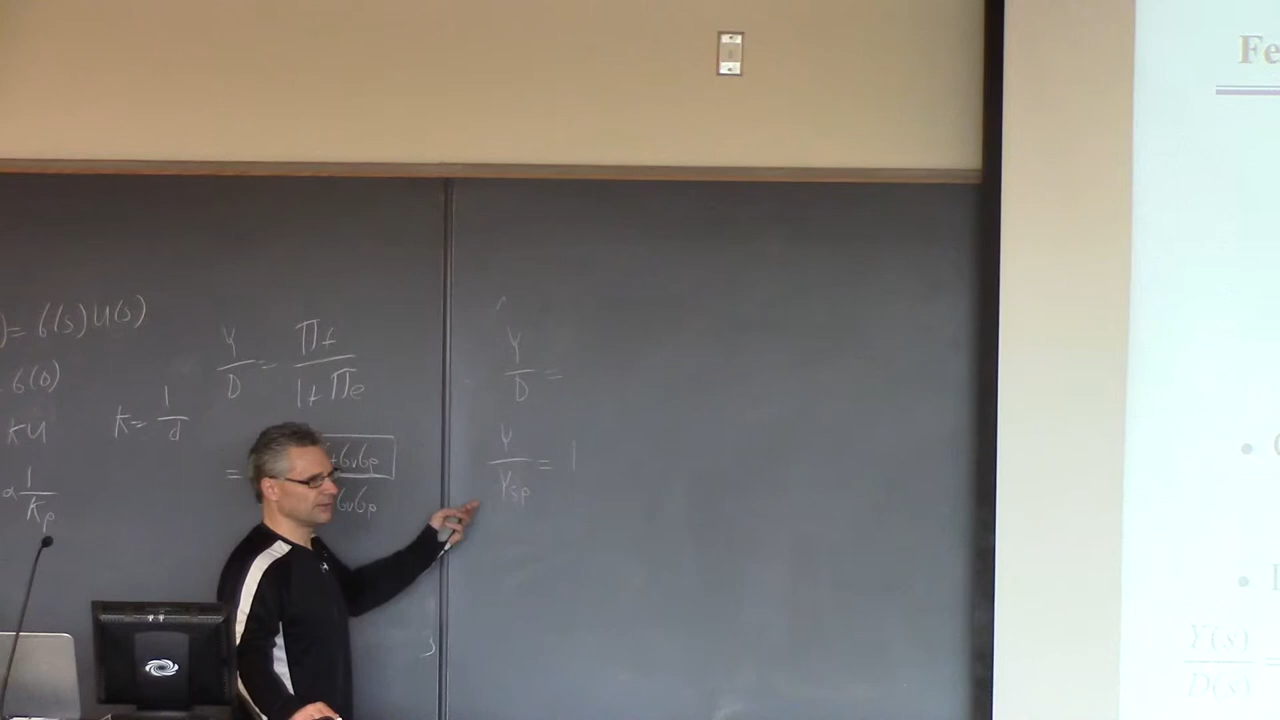 )= G(s)U(s)
G(0)
KU
α 1/Kp
K= 1/d
Y/D = Πf/1+Πe
=
+GvGp
GvGp
Y/D =
Y/Ysp = 1
Fe
Y(s)/D(s)